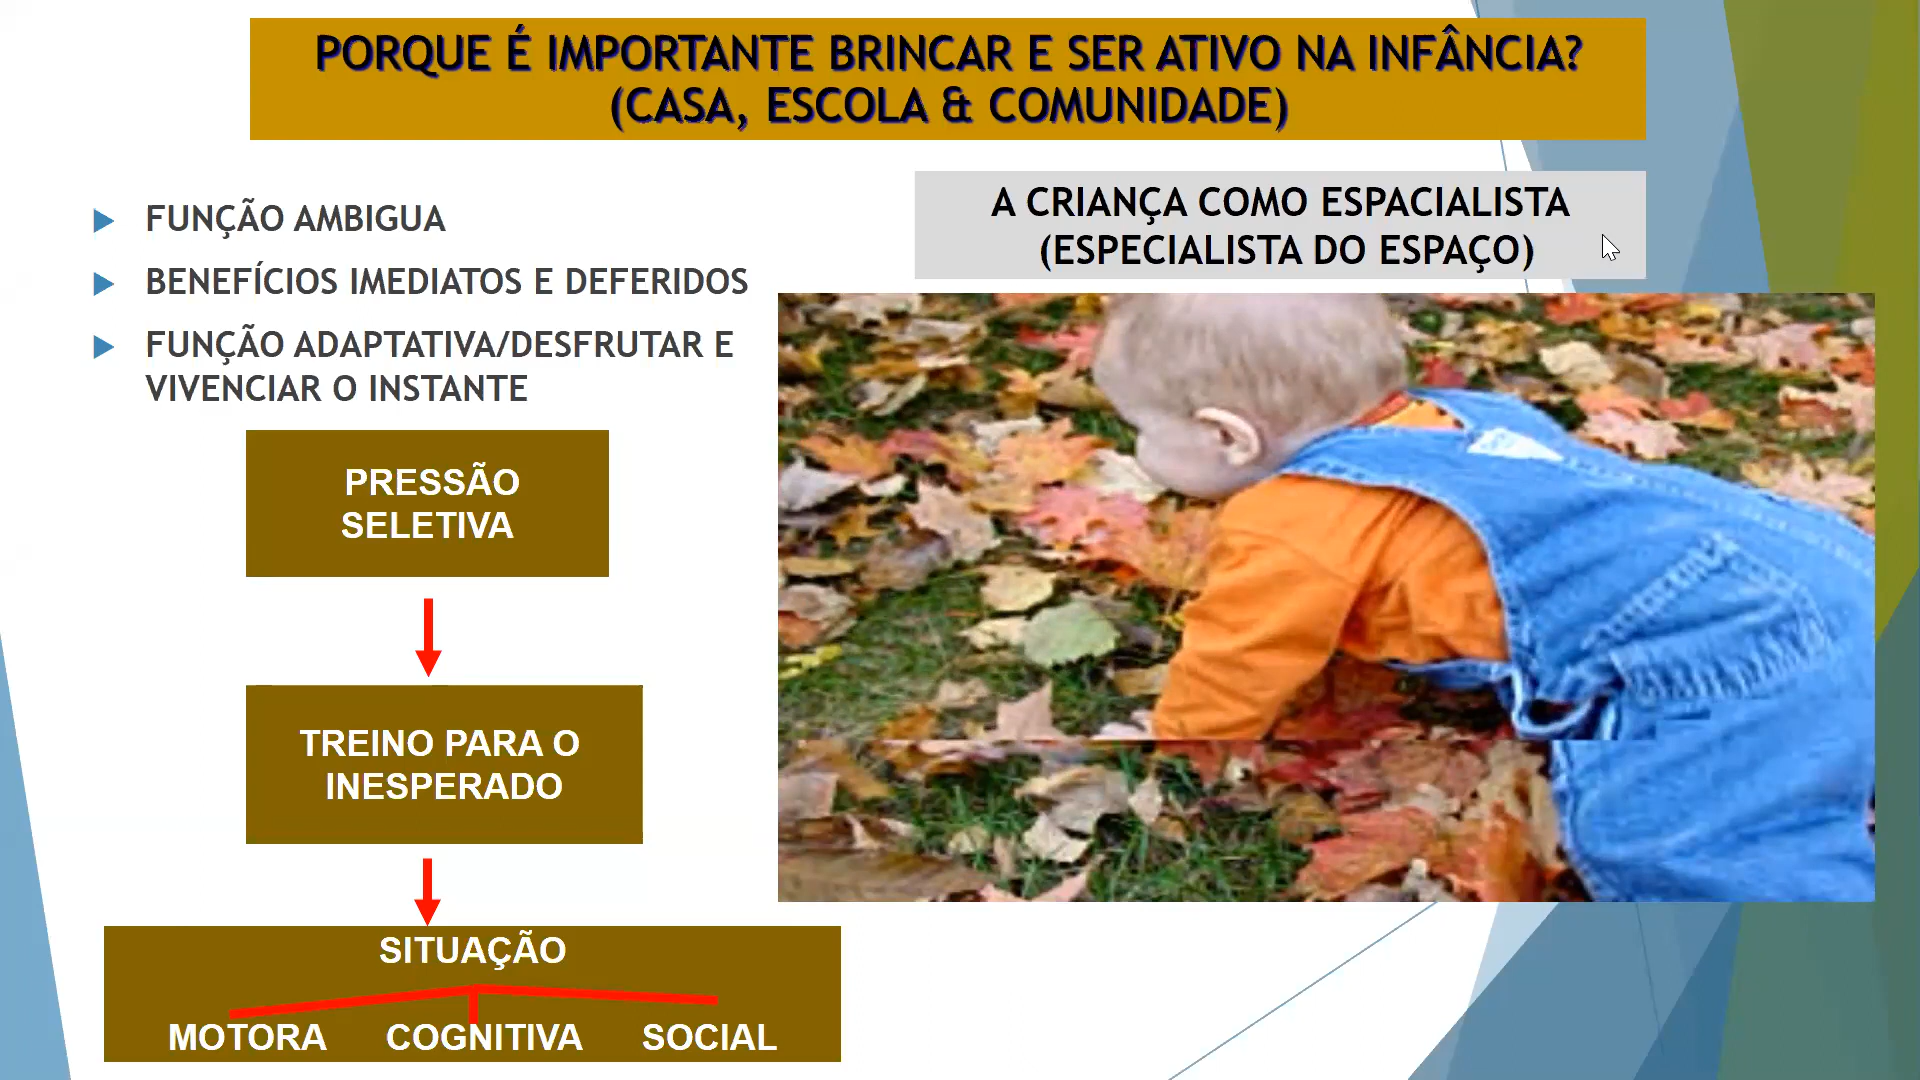 PORQUE É IMPORTANTE BRINCAR E SER ATIVO NA INFÂNCIA?
(CASA, ESCOLA & COMUNIDADE)
FUNÇÃO AMBIGUA
BENEFÍCIOS IMEDIATOS E DEFERIDOS
FUNÇÃO ADAPTATIVA/DESFRUTAR E
VIVENCIAR O INSTANTE
A CRIANÇA COMO ESPACIALISTA
(ESPECIALISTA DO ESPAÇO)
PRESSÃO
SELETIVA
TREINO PARA O
INESPERADO
SITUAÇÃO
MOTORA COGNITIVA SOCIAL